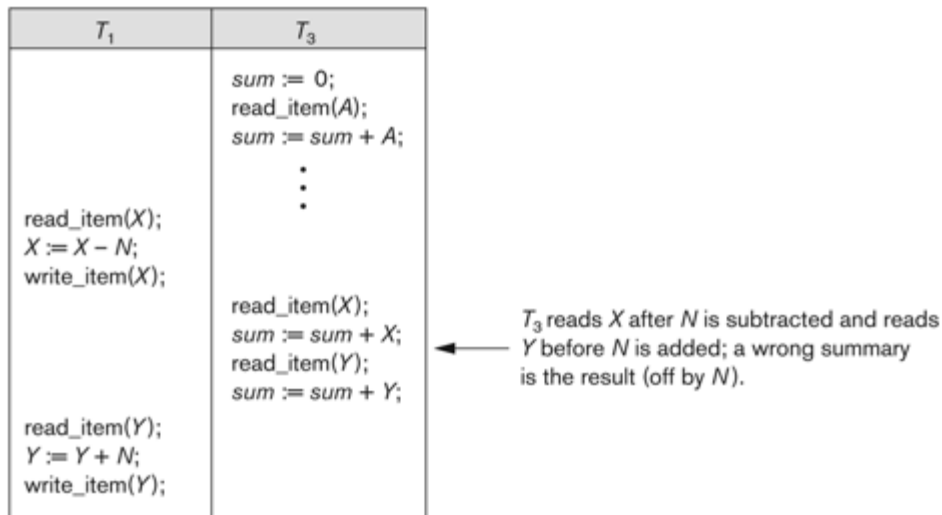 T₁ T₃
sum := 0;
read_item(A);
sum := sum + A;
read_item(X);
X := X – N;
write_item(X);
read_item(X);
sum := sum + X;
read_item(Y);
sum := sum + Y;
T₃ reads X after N is subtracted and reads
Y before N is added; a wrong summary
is the result (off by N).
read_item(Y);
Y := Y + N;
write_item(Y);